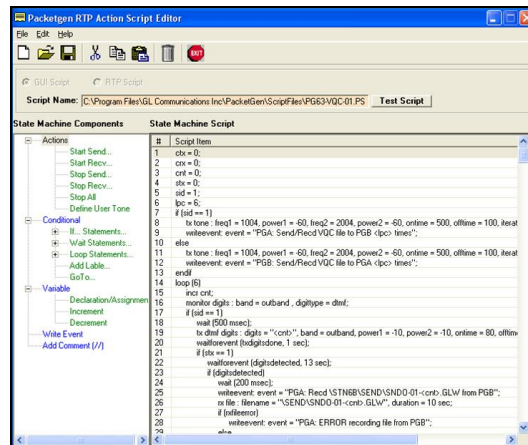 Packetgen RTP Action Script Editor
File Edit Help
EXIT
GUI Script RTP Script
Script Name: C:\Program Files\GL Communications Inc\PacketGen\ScriptFiles\PG63-VQC-01.PS Test Script
State Machine Components State Machine Script
Actions
Start Send...
Start Recv...
Stop Send...
Stop Recv...
Stop All
Define User Tone
Conditional
If... Statements...
Wait Statements...
Loop Statements...
Add Lable...
GoTo...
Variable
Declaration/Assignmen
Increment
Decrement
Write Event
Add Comment (//)
# Script Item
1 ctx = 0;
2 crx = 0;
3 cnt = 0;
4 stx = 0;
5 sid = 1;
6 lpc = 6;
7 if (sid == 1)
8 tx tone : freq1 = 1004, power1 = -60, freq2 = 2004, power2 = -60, ontime = 500, offtime = 100, iterat
9 writeevent: event = "PGA: Send/Recd VQC file to PGB <lpc> times";
10 else
11 tx tone : freq1 = 1004, power1 = -60, freq2 = 2004, power2 = -60, ontime = 500, offtime = 100, iterat
12 writeevent: event = "PGB: Send/Recd VQC file to PGA <lpc> times";
13 endif
14 loop (6)
15 incr cnt;
16 monitor digits : band = outband , digittype = dtmf;
17 if (sid == 1)
18 wait (500 msec);
19 tx dtmf digits : digits = "<cnt>", band = outband, power1 = -10, power2 = -10, ontime = 80, offtim
20 waitforevent (txdigitsdone, 1 sec);
21 if (stx == 1)
22 waitforevent (digitsdetected, 13 sec);
23 if (digitsdetected)
24 wait (200 msec);
25 writeevent: event = "PGA: Recd \STN6B\SEND\SNDO-01-<cnt>.GLW from PGB";
26 rx file : filename = "\SEND\SNDO-01-<cnt>.GLW", duration = 10 sec;
27 if (rxfileerror)
28 writeevent: event = "PGA: ERROR recording file from PGB";
29 else